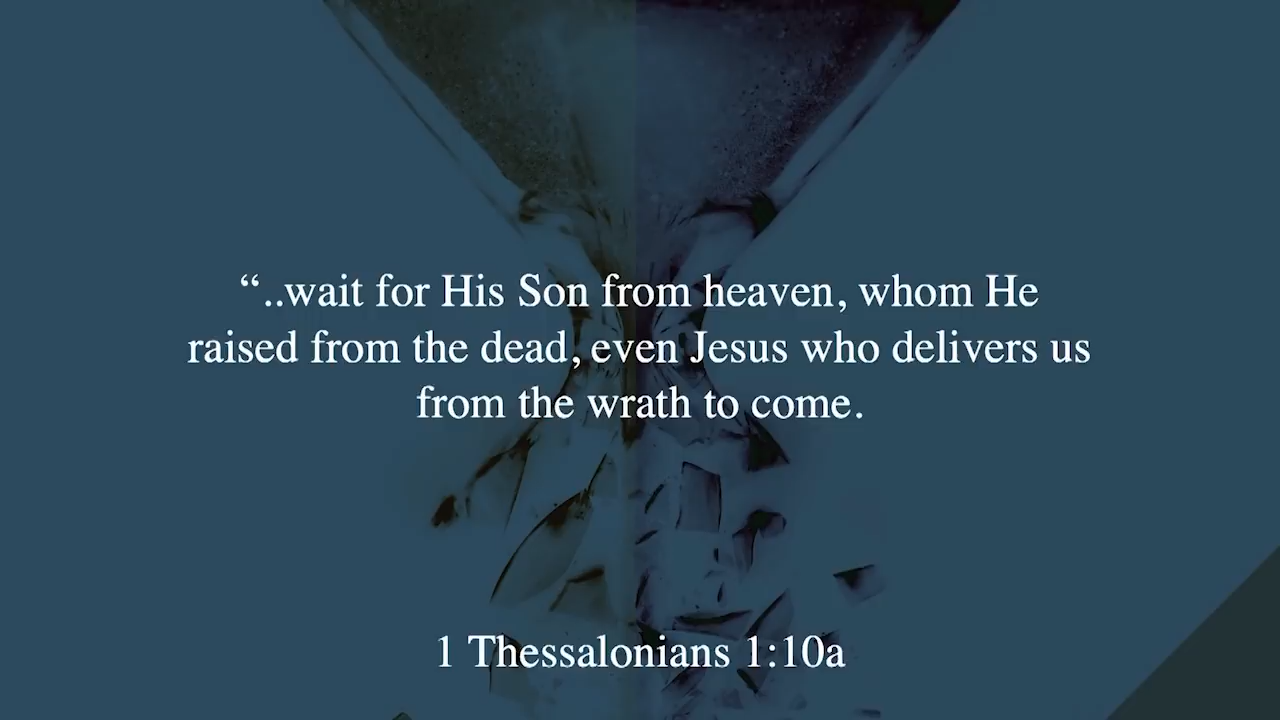 “..wait for His Son from heaven, whom He
raised from the dead, even Jesus who delivers us
from the wrath to come.
1 Thessalonians 1:10a